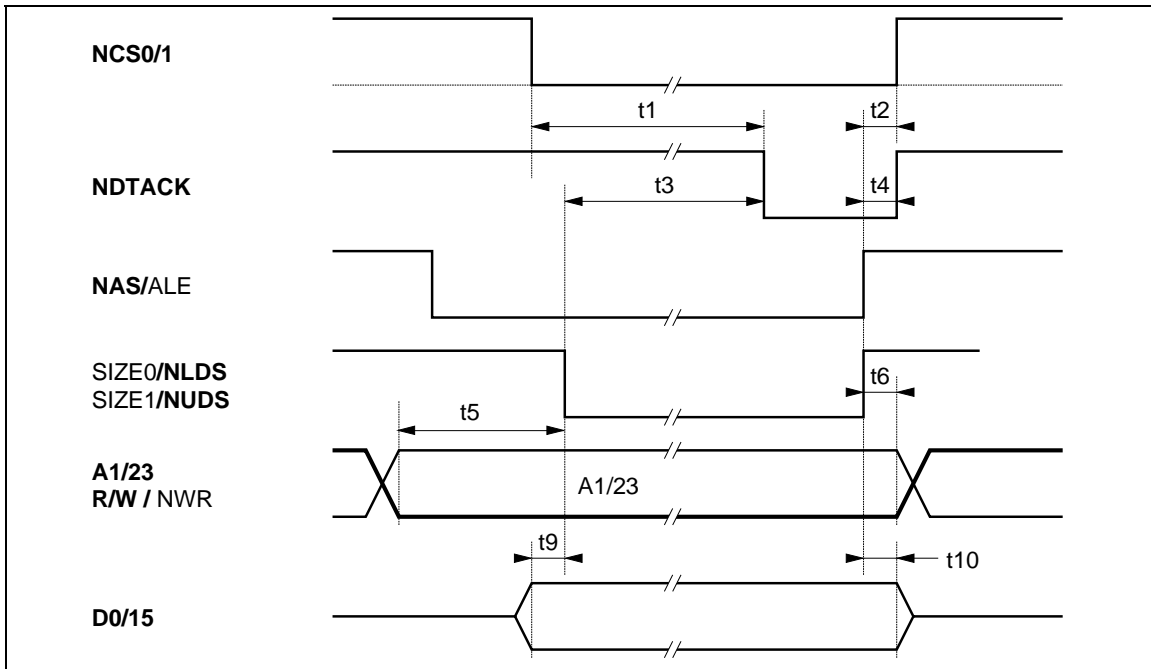 NCS0/1
t1
t2
NDTACK
t3
t4
NAS/ALE
SIZE0/NLDS
SIZE1/NUDS
t6
t5
A1/23
R/W / NWR
A1/23
t9
t10
D0/15